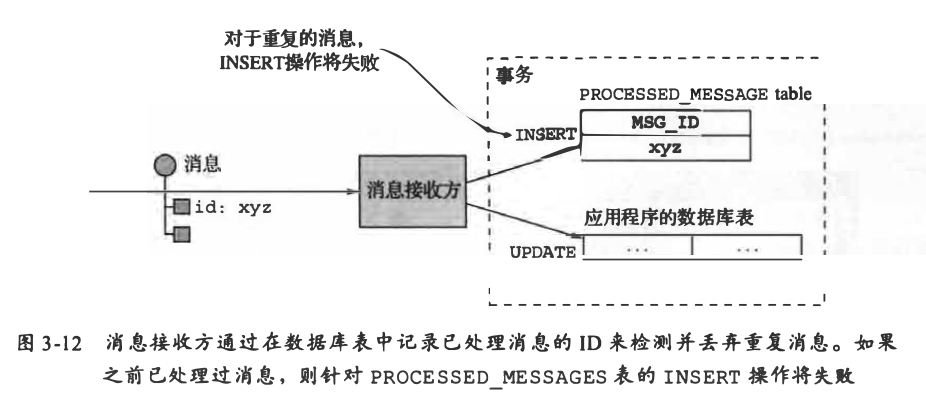 对于重复的消息，
INSERT操作将失败
事务
PROCESSED_MESSAGE table
INSERT
MSG_ID
xyz
消息
消息接收方
id: xyz
应用程序的数据库表
UPDATE
... ...
图 3-12 消息接收方通过在数据库表中记录已处理消息的 ID 来检测并丢弃重复消息。如果
之前已处理过消息，则针对 PROCESSED_MESSAGES 表的 INSERT 操作将失败